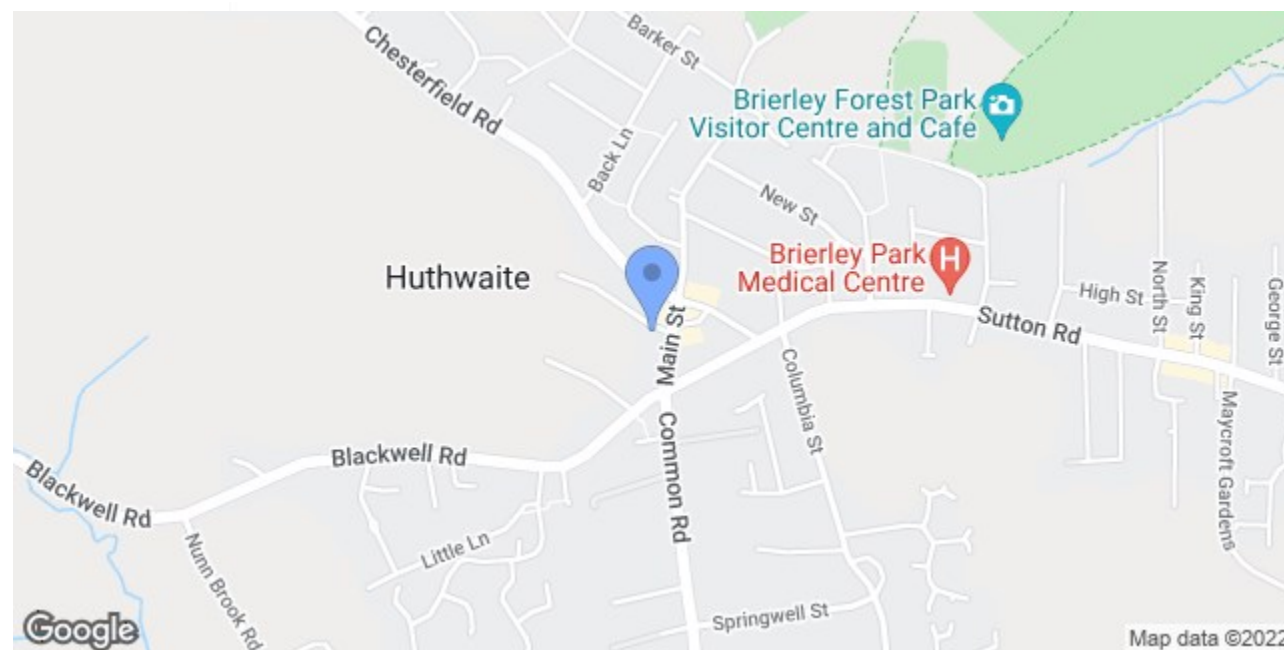 Barker St
Chesterfield Rd
Brierley Forest Park
Visitor Centre and Cafe
Back Ln
New St
Brierley Park
Medical Centre
H
Huthwaite
High St
North St
King St
George St
Main St
Sutton Rd
Columbia St
Maycroft Gardens
Blackwell Rd
Common Rd
Blackwell Rd
Little Ln
Nunn Brook Rd
Springwell St
Google
Map data ©2022